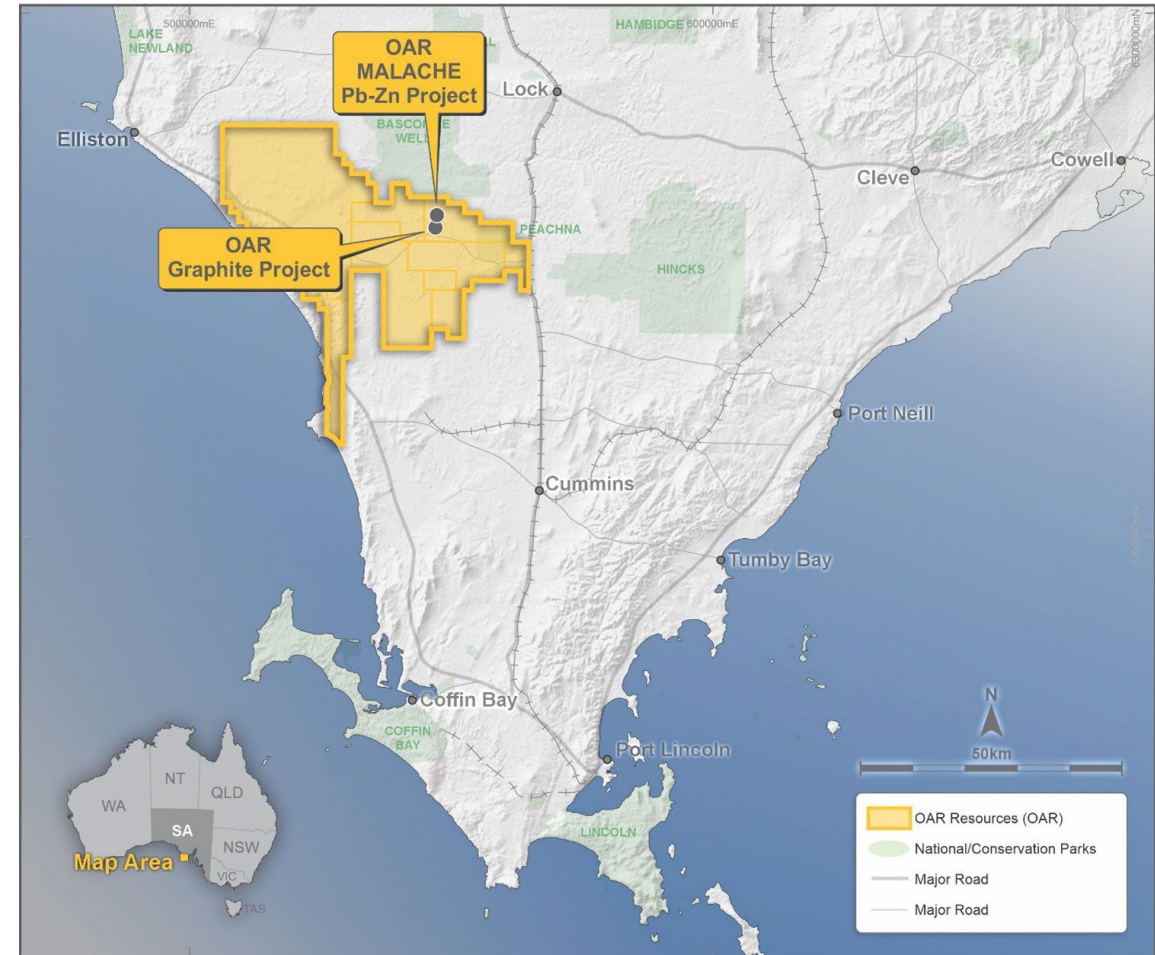 500000mE
600000mE
6300000mN
LAKE
NEWLAND
HAMBIDGE
OAR
MALACHE
Pb-Zn Project
Lock
Elliston
BASCOMBE
WELL
Cleve
Cowell
OAR
Graphite Project
PEACHNA
HINCKS
Port Neill
Cummins
Tumby Bay
Coffin Bay
COFFIN
BAY
Port Lincoln
LINCOLN
N
50km
OAR Resources (OAR)
National/Conservation Parks
Major Road
Major Road
NT
QLD
WA
SA
NSW
VIC
TAS
Map Area